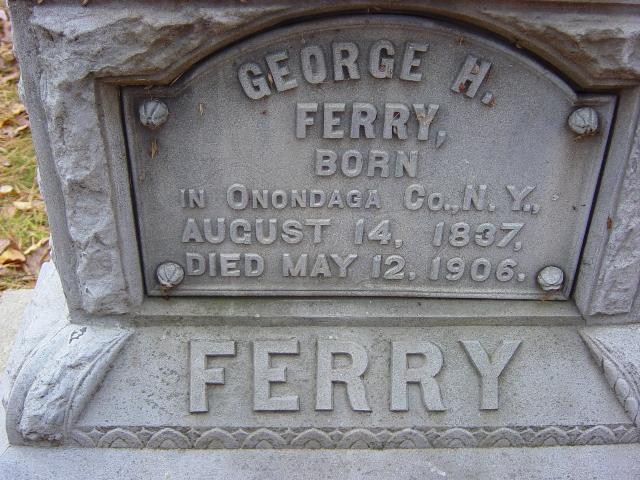 GEORGE H.
FERRY,
BORN
IN ONONDAGA CO., N. Y.,
AUGUST 14, 1837,
DIED MAY 12, 1906.
FERRY